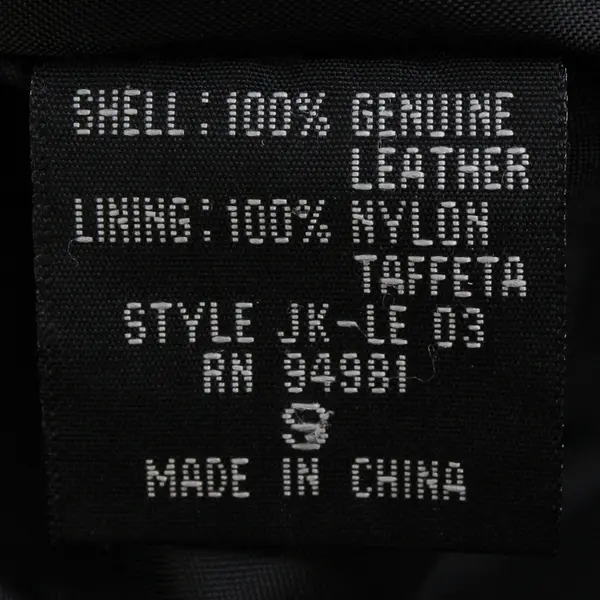 SHELL: 100% GENUINE
LEATHER
LINING: 100% NYLON
TAFFETA
STYLE JK-LE 03
RN 94981
9
MADE IN CHINA